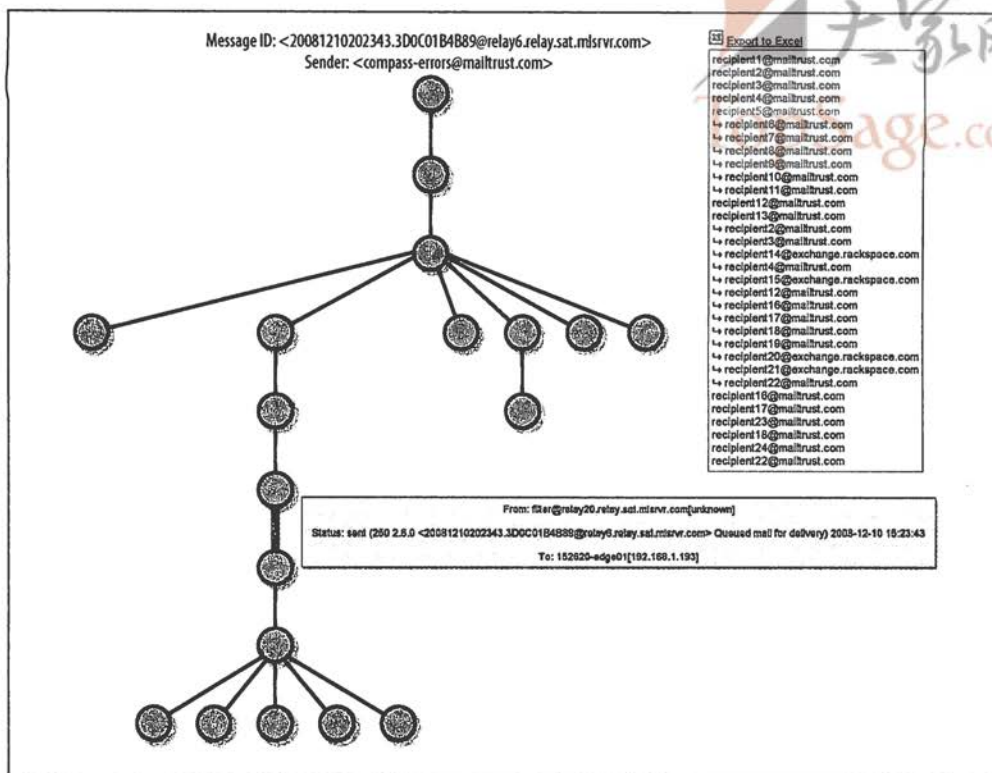 Message ID: <20081210202343.3D0C01B4B89@relay6.relay.sat.mlsrvr.com>
Sender: <compass-errors@mailtrust.com>
Export to Excel
recipient1@mailtrust.com
recipient2@mailtrust.com
recipient3@mailtrust.com
recipient4@mailtrust.com
recipient5@mailtrust.com
↳ recipient6@mailtrust.com
↳ recipient7@mailtrust.com
↳ recipient8@mailtrust.com
↳ recipient9@mailtrust.com
↳ recipient10@mailtrust.com
↳ recipient11@mailtrust.com
recipient12@mailtrust.com
recipient13@mailtrust.com
↳ recipient2@mailtrust.com
↳ recipient3@mailtrust.com
↳ recipient14@exchange.rackspace.com
↳ recipient4@mailtrust.com
↳ recipient15@exchange.rackspace.com
↳ recipient12@mailtrust.com
↳ recipient16@mailtrust.com
↳ recipient17@mailtrust.com
↳ recipient18@mailtrust.com
↳ recipient19@mailtrust.com
↳ recipient20@exchange.rackspace.com
↳ recipient21@exchange.rackspace.com
↳ recipient22@mailtrust.com
recipient16@mailtrust.com
recipient17@mailtrust.com
recipient23@mailtrust.com
recipient18@mailtrust.com
recipient24@mailtrust.com
recipient22@mailtrust.com
From: filter@relay20.relay.sat.mlsrvr.com[unknown]
Status: sent (250 2.6.0 <20081210202343.3D0C01B4B89@relay6.relay.sat.mlsrvr.com> Queued mail for delivery) 2008-12-10 15:23:43
To: 152620-edge01[192.168.1.193]